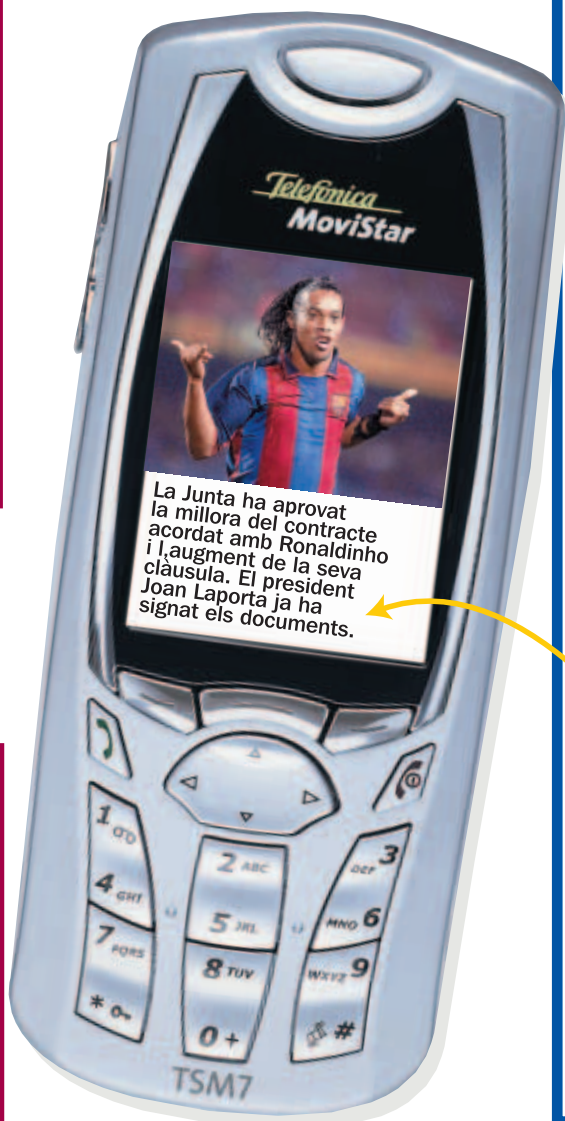 Telefónica
MoviStar
La Junta ha aprovat
la millora del contracte
acordat amb Ronaldinho
i l,augment de la seva
clàusula. El president
Joan Laporta ja ha
signat els documents.
1
2 ABC
DEF 3
4 GHI
5 JKL
MNO 6
7 PQRS
8 TUV
WXYZ 9
*
0 +
#
TSM7